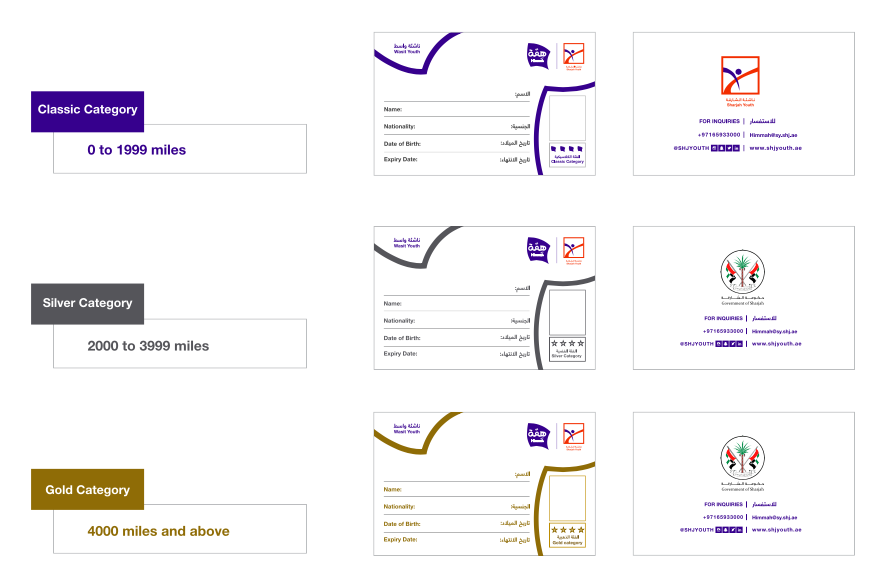 Classic Category
0 to 1999 miles
ناشئة واسط
Wasit Youth
همّة
Himmah
Sharjah Youth
الاسم:
Name:
Nationality:
الجنسية:
Date of Birth:
تاريخ الميلاد:
Expiry Date:
تاريخ الانتهاء:
الفئة الكلاسيكية
Classic Category
ناشئة الشارقة
Sharjah Youth
FOR INQUIRIES | للاستفسار
+97165933000 | Himmah@sy.shj.ae
@SHJYOUTH | www.shjyouth.ae
Silver Category
2000 to 3999 miles
ناشئة واسط
Wasit Youth
همّة
Himmah
Sharjah Youth
الاسم:
Name:
Nationality:
الجنسية:
Date of Birth:
تاريخ الميلاد:
Expiry Date:
تاريخ الانتهاء:
الفئة الفضية
Silver Category
حكومة الشارقة
Government of Sharjah
FOR INQUIRIES | للاستفسار
+97165933000 | Himmah@sy.shj.ae
@SHJYOUTH | www.shjyouth.ae
Gold Category
4000 miles and above
ناشئة واسط
Wasit Youth
همّة
Himmah
Sharjah Youth
الاسم:
Name:
Nationality:
الجنسية:
Date of Birth:
تاريخ الميلاد:
Expiry Date:
تاريخ الانتهاء:
الفئة الذهبية
Gold category
حكومة الشارقة
Government of Sharjah
FOR INQUIRIES | للاستفسار
+97165933000 | Himmah@sy.shj.ae
@SHJYOUTH | www.shjyouth.ae